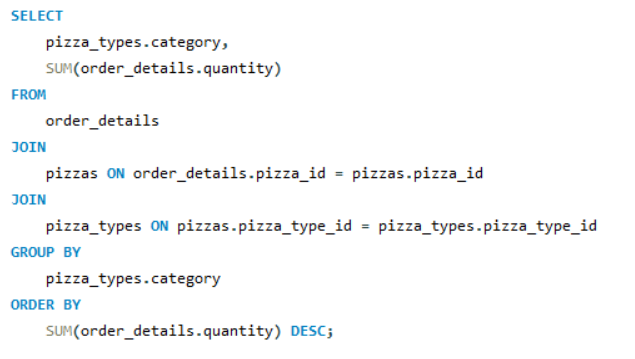 SELECT
pizza_types.category,
SUM(order_details.quantity)
FROM
order_details
JOIN
pizzas ON order_details.pizza_id = pizzas.pizza_id
JOIN
pizza_types ON pizzas.pizza_type_id = pizza_types.pizza_type_id
GROUP BY
pizza_types.category
ORDER BY
SUM(order_details.quantity) DESC;